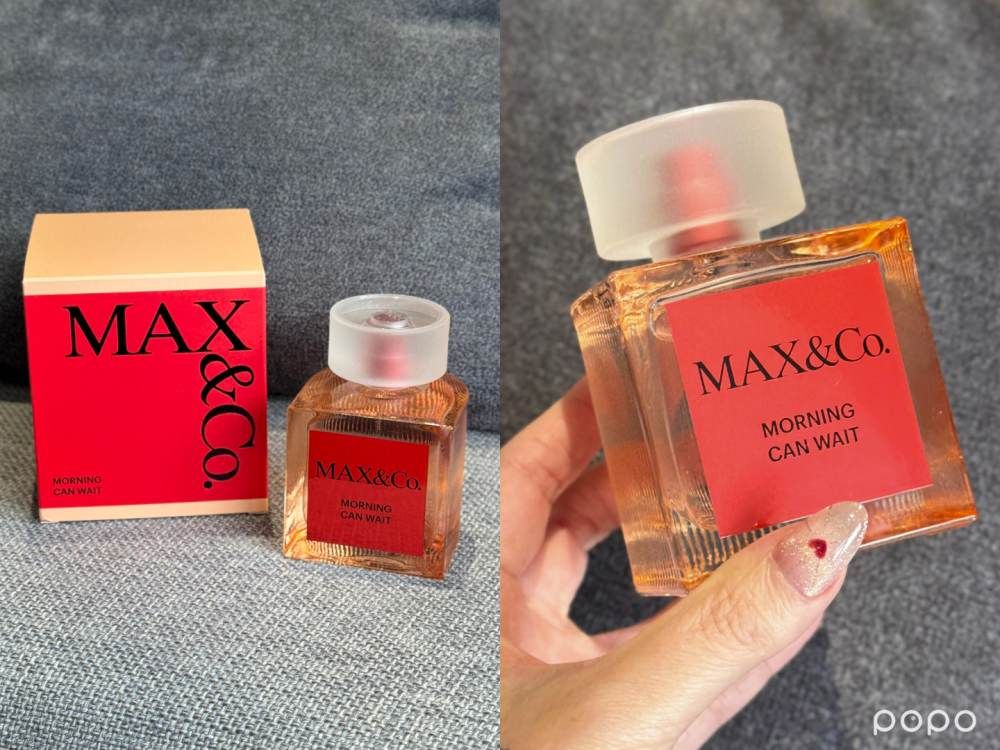 MAX
&Co.
MORNING
CAN WAIT
MAX&Co.
MORNING
CAN WAIT
MAX&Co.
MORNING
CAN WAIT
popo